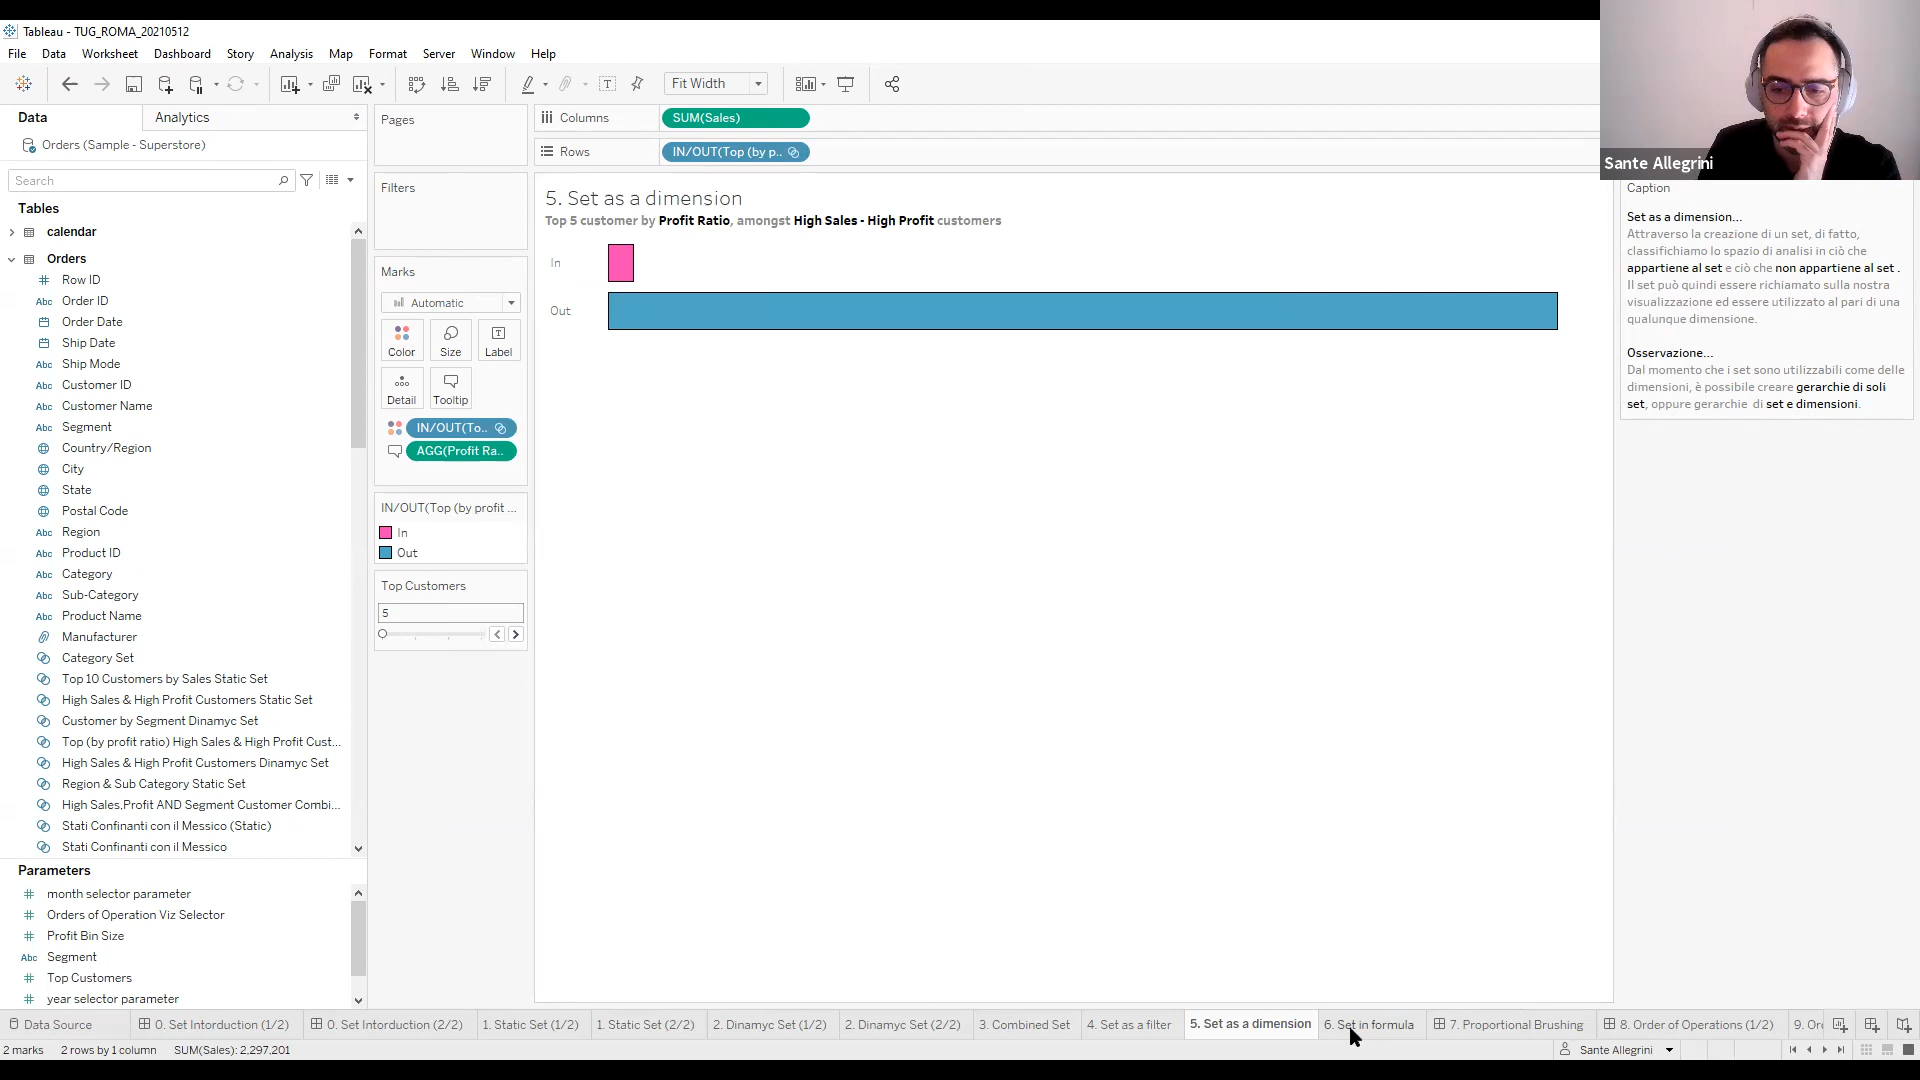 Tableau - TUG_ROMA_20210512
File Data Worksheet Dashboard Story Analysis Map Format Server Window Help
Fit Width
Data
Analytics
Orders (Sample - Superstore)
Search
Tables
calendar
Orders
Row ID
Abc Order ID
Order Date
Ship Date
Abc Ship Mode
Abc Customer ID
Abc Customer Name
Abc Segment
Country/Region
City
State
Postal Code
Abc Region
Abc Product ID
Abc Category
Abc Sub-Category
Abc Product Name
Manufacturer
Category Set
Top 10 Customers by Sales Static Set
High Sales & High Profit Customers Static Set
Customer by Segment Dinamyc Set
Top (by profit ratio) High Sales & High Profit Cust...
High Sales & High Profit Customers Dinamyc Set
Region & Sub Category Static Set
High Sales,Profit AND Segment Customer Combi...
Stati Confinanti con il Messico (Static)
Stati Confinanti con il Messico
Parameters
month selector parameter
Orders of Operation Viz Selector
Profit Bin Size
Abc Segment
Top Customers
year selector parameter
Pages
Filters
Marks
Automatic
Color Size Label
Detail Tooltip
IN/OUT(To..
AGG(Profit Ra..
IN/OUT(Top (by profit ...
In
Out
Top Customers
5
Columns SUM(Sales)
Rows IN/OUT(Top (by p..
5. Set as a dimension
Top 5 customer by Profit Ratio, amongst High Sales - High Profit customers
In
Out
Sante Allegrini
Caption
Set as a dimension...
Attraverso la creazione di un set, di fatto,
classifichiamo lo spazio di analisi in ciò che
appartiene al set e ciò che non appartiene al set .
Il set può quindi essere richiamato sulla nostra
visualizzazione ed essere utilizzato al pari di una
qualunque dimensione.
Osservazione...
Dal momento che i set sono utilizzabili come delle
dimensioni, è possibile creare gerarchie di soli
set, oppure gerarchie di set e dimensioni.
Data Source 0. Set Intorduction (1/2) 0. Set Intorduction (2/2) 1. Static Set (1/2) 1. Static Set (2/2) 2. Dinamyc Set (1/2) 2. Dinamyc Set (2/2) 3. Combined Set 4. Set as a filter 5. Set as a dimension 6. Set in formula 7. Proportional Brushing 8. Order of Operations (1/2) 9. Or
2 marks 2 rows by 1 column SUM(Sales): 2,297,201 Sante Allegrini